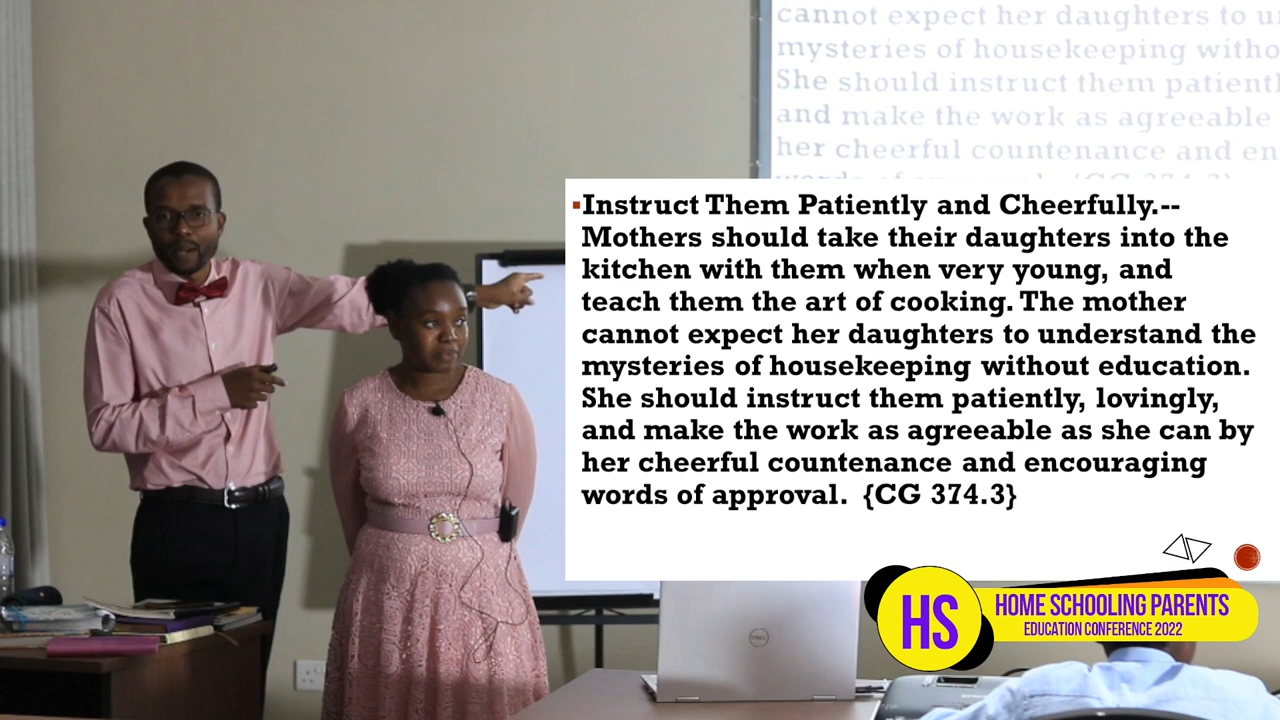 cannot expect her daughters to u
mysteries of housekeeping witho
She should instruct them patientl
and make the work as agreeable
her cheerful countenance and en
▪Instruct Them Patiently and Cheerfully.--
Mothers should take their daughters into the
kitchen with them when very young, and
teach them the art of cooking. The mother
cannot expect her daughters to understand the
mysteries of housekeeping without education.
She should instruct them patiently, lovingly,
and make the work as agreeable as she can by
her cheerful countenance and encouraging
words of approval. {CG 374.3}
DELL
HS
HOME SCHOOLING PARENTS
EDUCATION CONFERENCE 2022